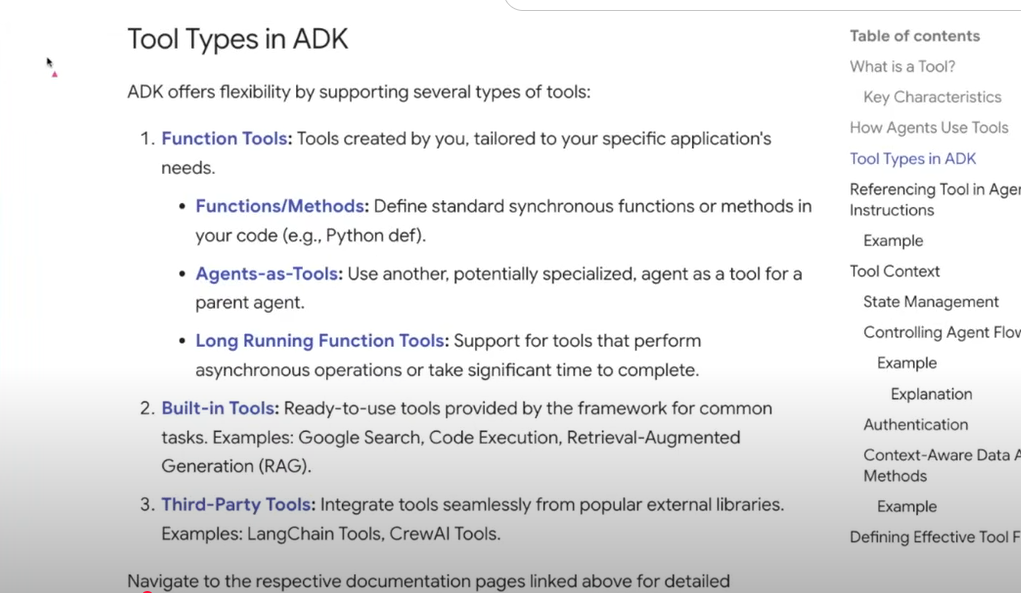 Tool Types in ADK
ADK offers flexibility by supporting several types of tools:
1. Function Tools: Tools created by you, tailored to your specific application's
needs.
• Functions/Methods: Define standard synchronous functions or methods in
your code (e.g., Python def).
• Agents-as-Tools: Use another, potentially specialized, agent as a tool for a
parent agent.
• Long Running Function Tools: Support for tools that perform
asynchronous operations or take significant time to complete.
2. Built-in Tools: Ready-to-use tools provided by the framework for common
tasks. Examples: Google Search, Code Execution, Retrieval-Augmented
Generation (RAG).
3. Third-Party Tools: Integrate tools seamlessly from popular external libraries.
Examples: LangChain Tools, CrewAI Tools.
Navigate to the respective documentation pages linked above for detailed
Table of contents
What is a Tool?
Key Characteristics
How Agents Use Tools
Tool Types in ADK
Referencing Tool in
Instructions
Example
Tool Context
State Management
Controlling Agent
Example
Explanation
Authentication
Context-Aware Data
Methods
Example
Defining Effective Tool